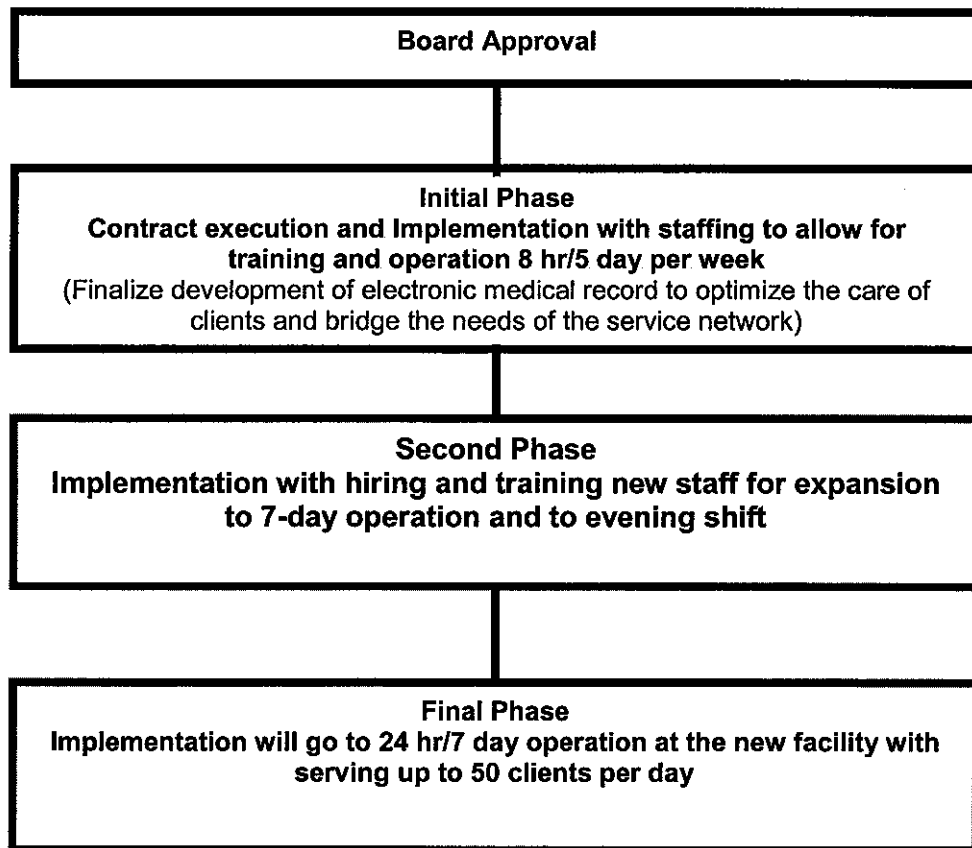 Board Approval
Initial Phase
Contract execution and Implementation with staffing to allow for
training and operation 8 hr/5 day per week
(Finalize development of electronic medical record to optimize the care of
clients and bridge the needs of the service network)
Second Phase
Implementation with hiring and training new staff for expansion
to 7-day operation and to evening shift
Final Phase
Implementation will go to 24 hr/7 day operation at the new facility with
serving up to 50 clients per day